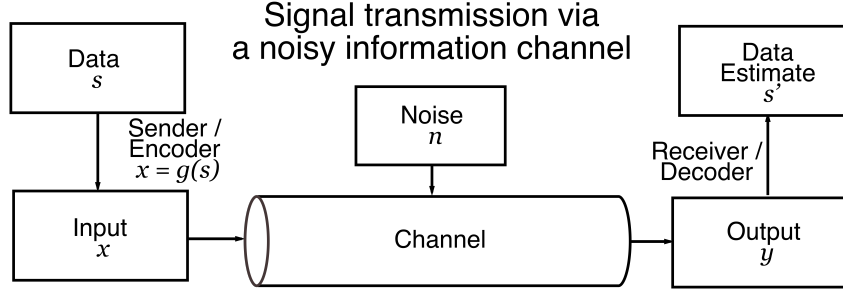 Signal transmission via
a noisy information channel
Data
s
Sender /
Encoder
x = g(s)
Input
x
Noise
n
Channel
Data
Estimate
s'
Receiver /
Decoder
Output
y